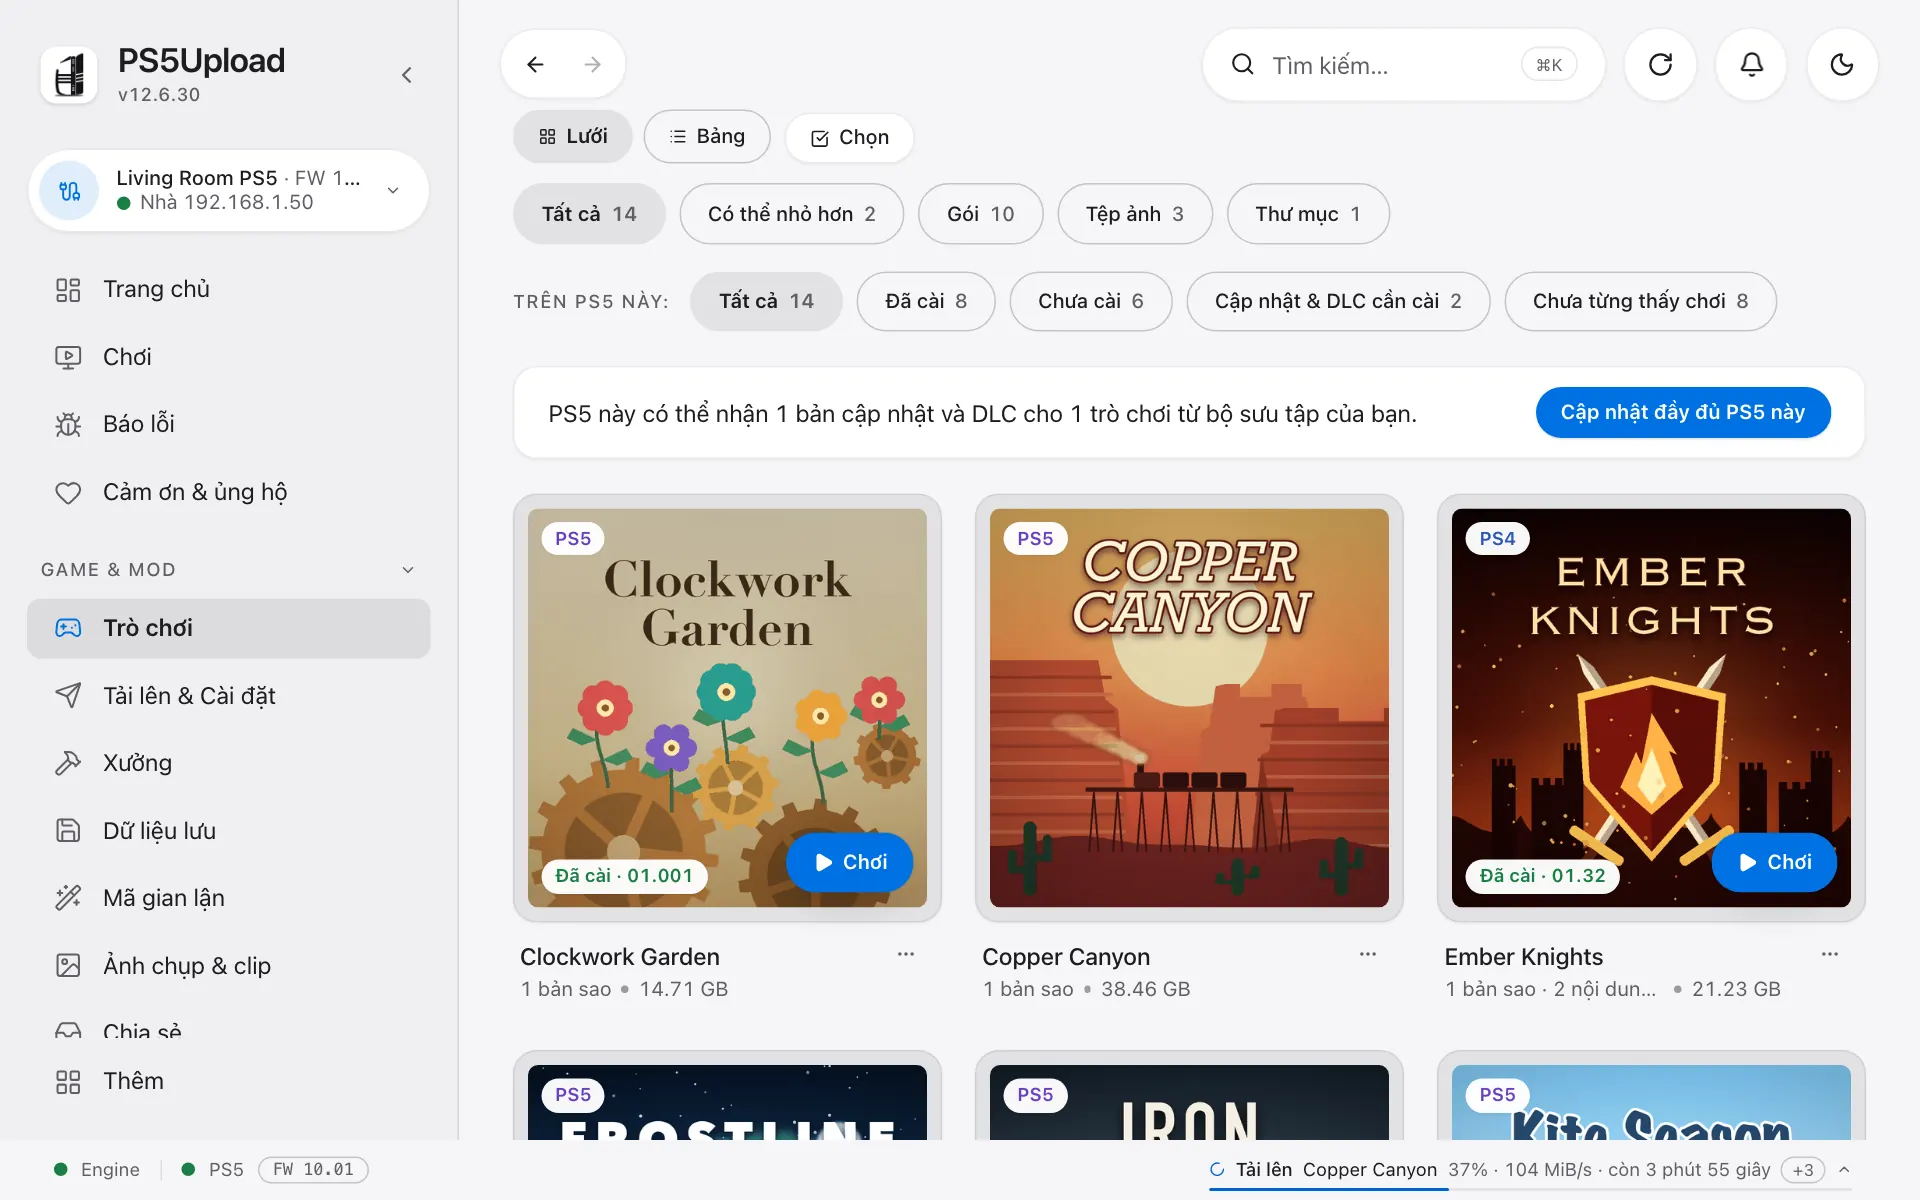 PS5Upload
v12.6.30
Living Room PS5 · FW 1...
Nhà 192.168.1.50
Trang chủ
Chơi
Báo lỗi
Cảm ơn & ủng hộ
GAME & MOD
Trò chơi
Tải lên & Cài đặt
Xưởng
Dữ liệu lưu
Mã gian lận
Ảnh chụp & clip
Chia sẻ
Thêm
Tìm kiếm...
⌘K
Lưới
Bảng
Chọn
Tất cả 14
Có thể nhỏ hơn 2
Gói 10
Tệp ảnh 3
Thư mục 1
TRÊN PS5 NÀY:
Tất cả 14
Đã cài 8
Chưa cài 6
Cập nhật & DLC cần cài 2
Chưa từng thấy chơi 8
PS5 này có thể nhận 1 bản cập nhật và DLC cho 1 trò chơi từ bộ sưu tập của bạn.
Cập nhật đầy đủ PS5 này
PS5
Clockwork
Garden
Đã cài · 01.001
Chơi
Clockwork Garden
1 bản sao • 14.71 GB
PS5
COPPER
CANYON
Copper Canyon
1 bản sao • 38.46 GB
PS4
EMBER
KNIGHTS
Đã cài · 01.32
Chơi
Ember Knights
1 bản sao · 2 nội dun... • 21.23 GB
PS5
FROSTLINE
PS5
IRON
PS5
Kite Season
Engine
PS5
FW 10.01
Tải lên Copper Canyon 37% · 104 MiB/s · còn 3 phút 55 giây
+3